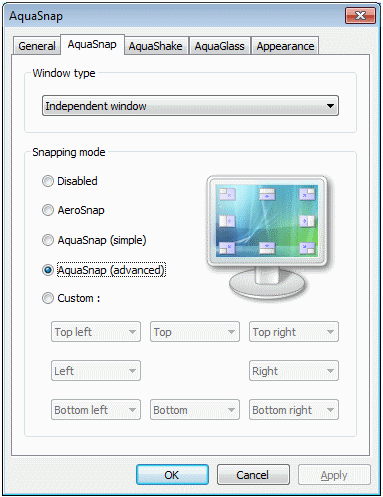 AquaSnap
General AquaSnap AquaShake AquaGlass Appearance
Window type
Independent window
Snapping mode
Disabled
AeroSnap
AquaSnap (simple)
AquaSnap (advanced)
Custom :
Top left Top Top right
Left Right
Bottom left Bottom Bottom right
OK Cancel Apply